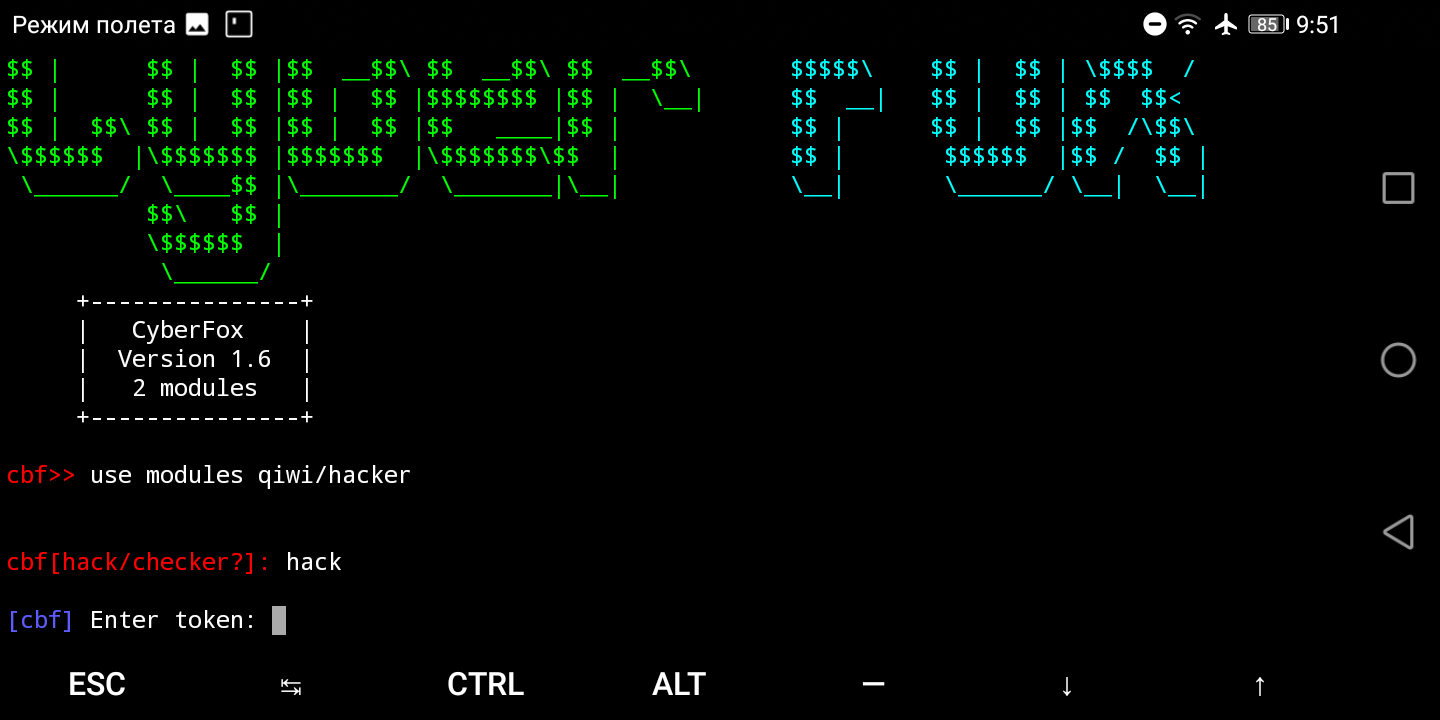 Режим полета 85 9:51
$$ |      $$ |  $$ |$$  __$$\ $$  __$$\ $$  __$$\       $$$$$\    $$ |  $$ | \$$$$  /
$$ |      $$ |  $$ |$$ |  $$ |$$$$$$$$ |$$ |  \__|      $$  __|   $$ |  $$ | $$  $$<
$$ |  $$\ $$ |  $$ |$$ |  $$ |$$   ____|$$ |            $$ |      $$ |  $$ |$$  /\$$\
\$$$$$$  |\$$$$$$$ |$$$$$$$  |\$$$$$$$\$$  |            $$ |       $$$$$$  |$$ /  $$ |
 \______/  \____$$ |\_______/  \_______|\__|            \__|       \______/ \__|  \__|
          $$\   $$ |
          \$$$$$$  |
           \______/
+---------------+
|   CyberFox    |
|  Version 1.6  |
|   2 modules   |
+---------------+
cbf>> use modules qiwi/hacker
cbf[hack/checker?]: hack
[cbf] Enter token:
ESC ↹ CTRL ALT — ↓ ↑